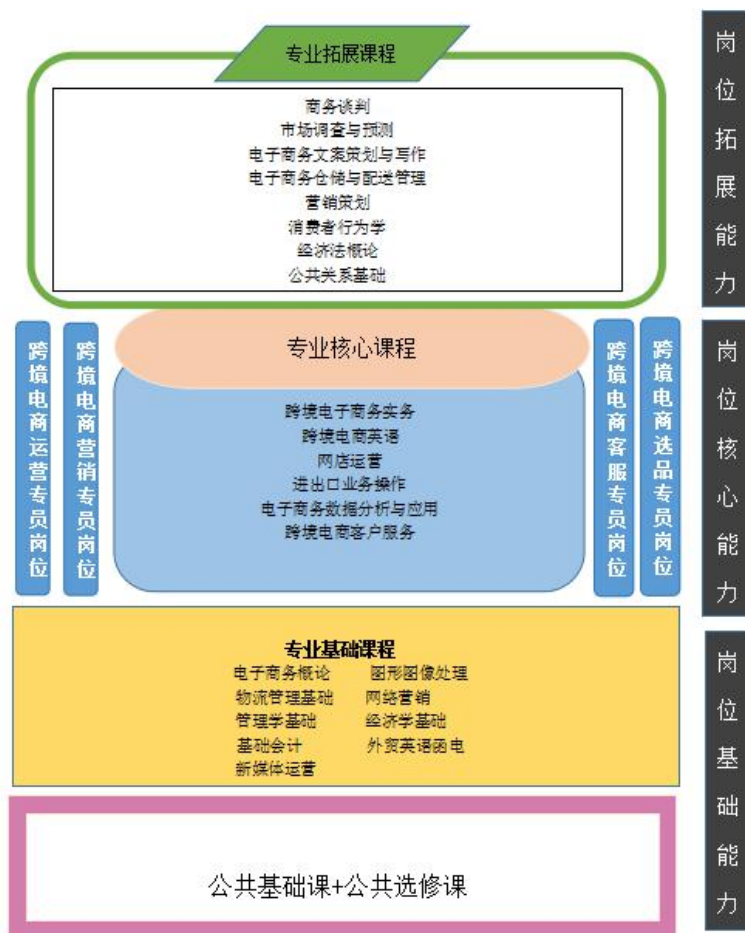 专业拓展课程
商务谈判
市场调查与预测
电子商务文案策划与写作
电子商务仓储与配送管理
营销策划
消费者行为学
经济法概论
公共关系基础
岗位拓展能力
跨境电商运营专员岗位
跨境电商营销专员岗位
专业核心课程
跨境电子商务实务
跨境电商英语
网店运营
进出口业务操作
电子商务数据分析与应用
跨境电商客户服务
跨境电商客服专员岗位
跨境电商选品专员岗位
岗位核心能力
专业基础课程
电子商务概论 图形图像处理
物流管理基础 网络营销
管理学基础 经济学基础
基础会计 外贸英语函电
新媒体运营
公共基础课+公共选修课
岗位基础能力